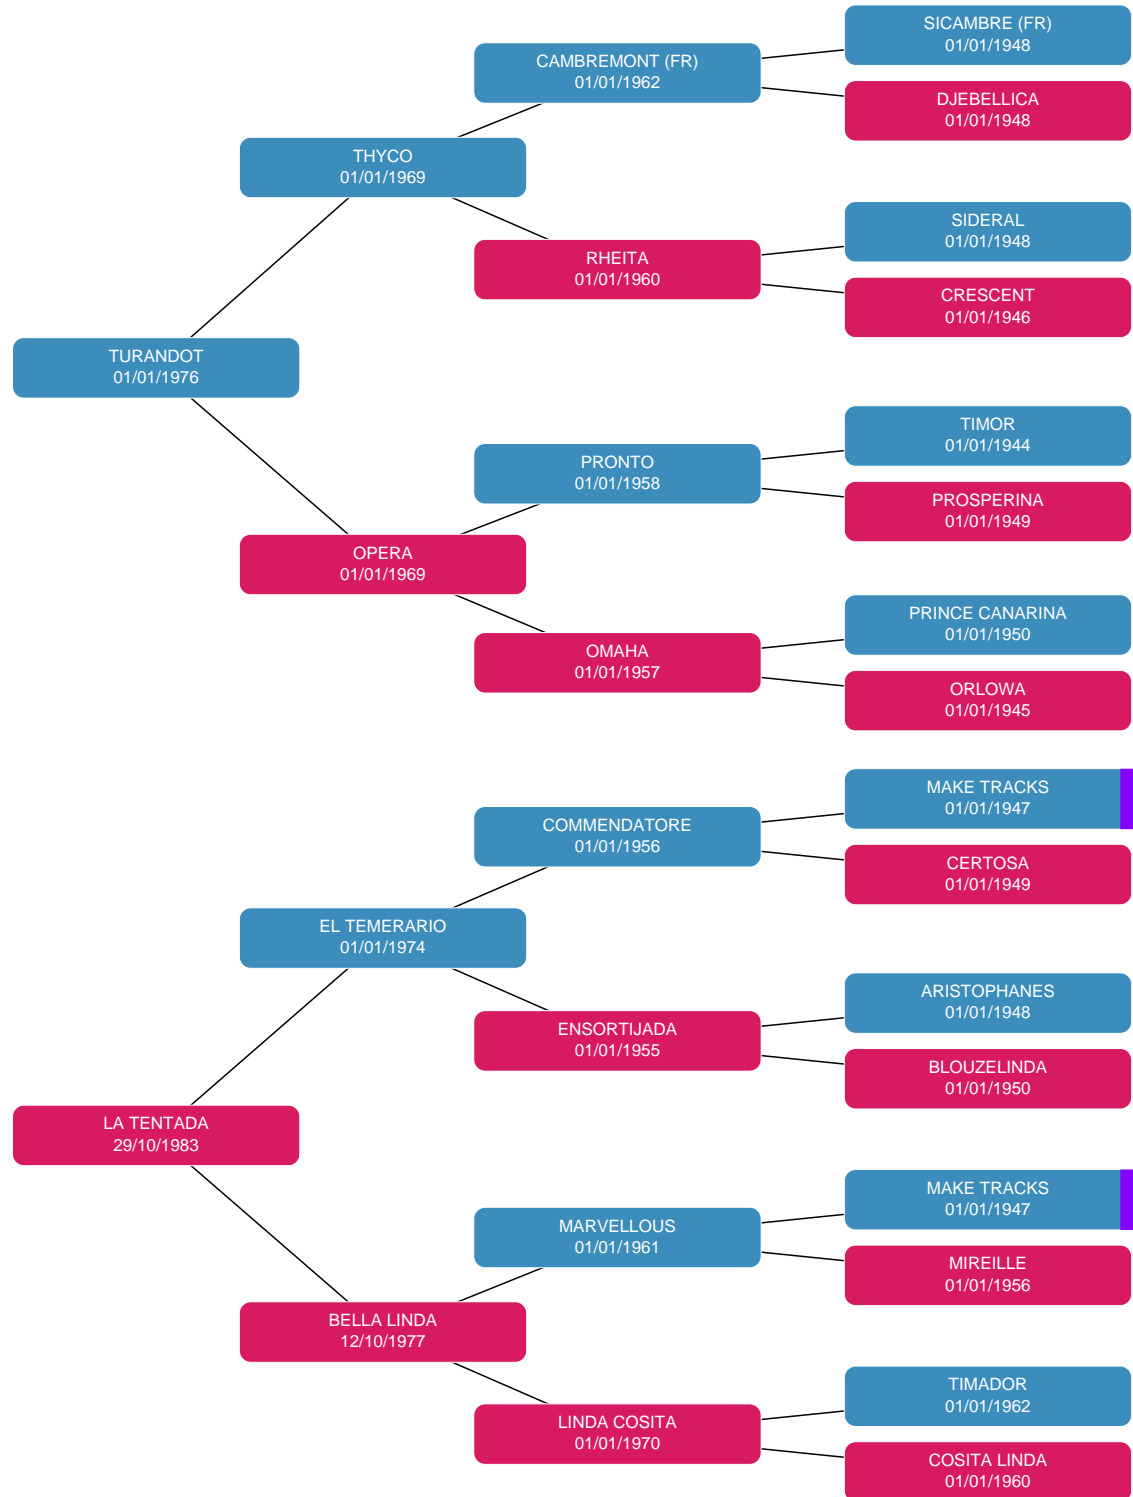 SICAMBRE (FR)
01/01/1948
CAMBREMONT (FR)
01/01/1962
DJEBELLICA
01/01/1948
THYCO
01/01/1969
SIDERAL
01/01/1948
RHEITA
01/01/1960
CRESCENT
01/01/1946
TURANDOT
01/01/1976
TIMOR
01/01/1944
PRONTO
01/01/1958
PROSPERINA
01/01/1949
OPERA
01/01/1969
PRINCE CANARINA
01/01/1950
OMAHA
01/01/1957
ORLOWA
01/01/1945
MAKE TRACKS
01/01/1947
COMMENDATORE
01/01/1956
CERTOSA
01/01/1949
EL TEMERARIO
01/01/1974
ARISTOPHANES
01/01/1948
ENSORTIJADA
01/01/1955
BLOUZELINDA
01/01/1950
LA TENTADA
29/10/1983
MAKE TRACKS
01/01/1947
MARVELLOUS
01/01/1961
MIREILLE
01/01/1956
BELLA LINDA
12/10/1977
TIMADOR
01/01/1962
LINDA COSITA
01/01/1970
COSITA LINDA
01/01/1960